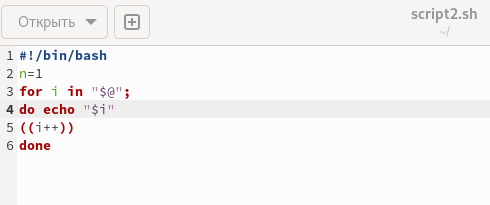 Открыть
script2.sh
~/
1 #!/bin/bash
2 n=1
3 for i in "$@";
4 do echo "$i"
5 ((i++))
6 done